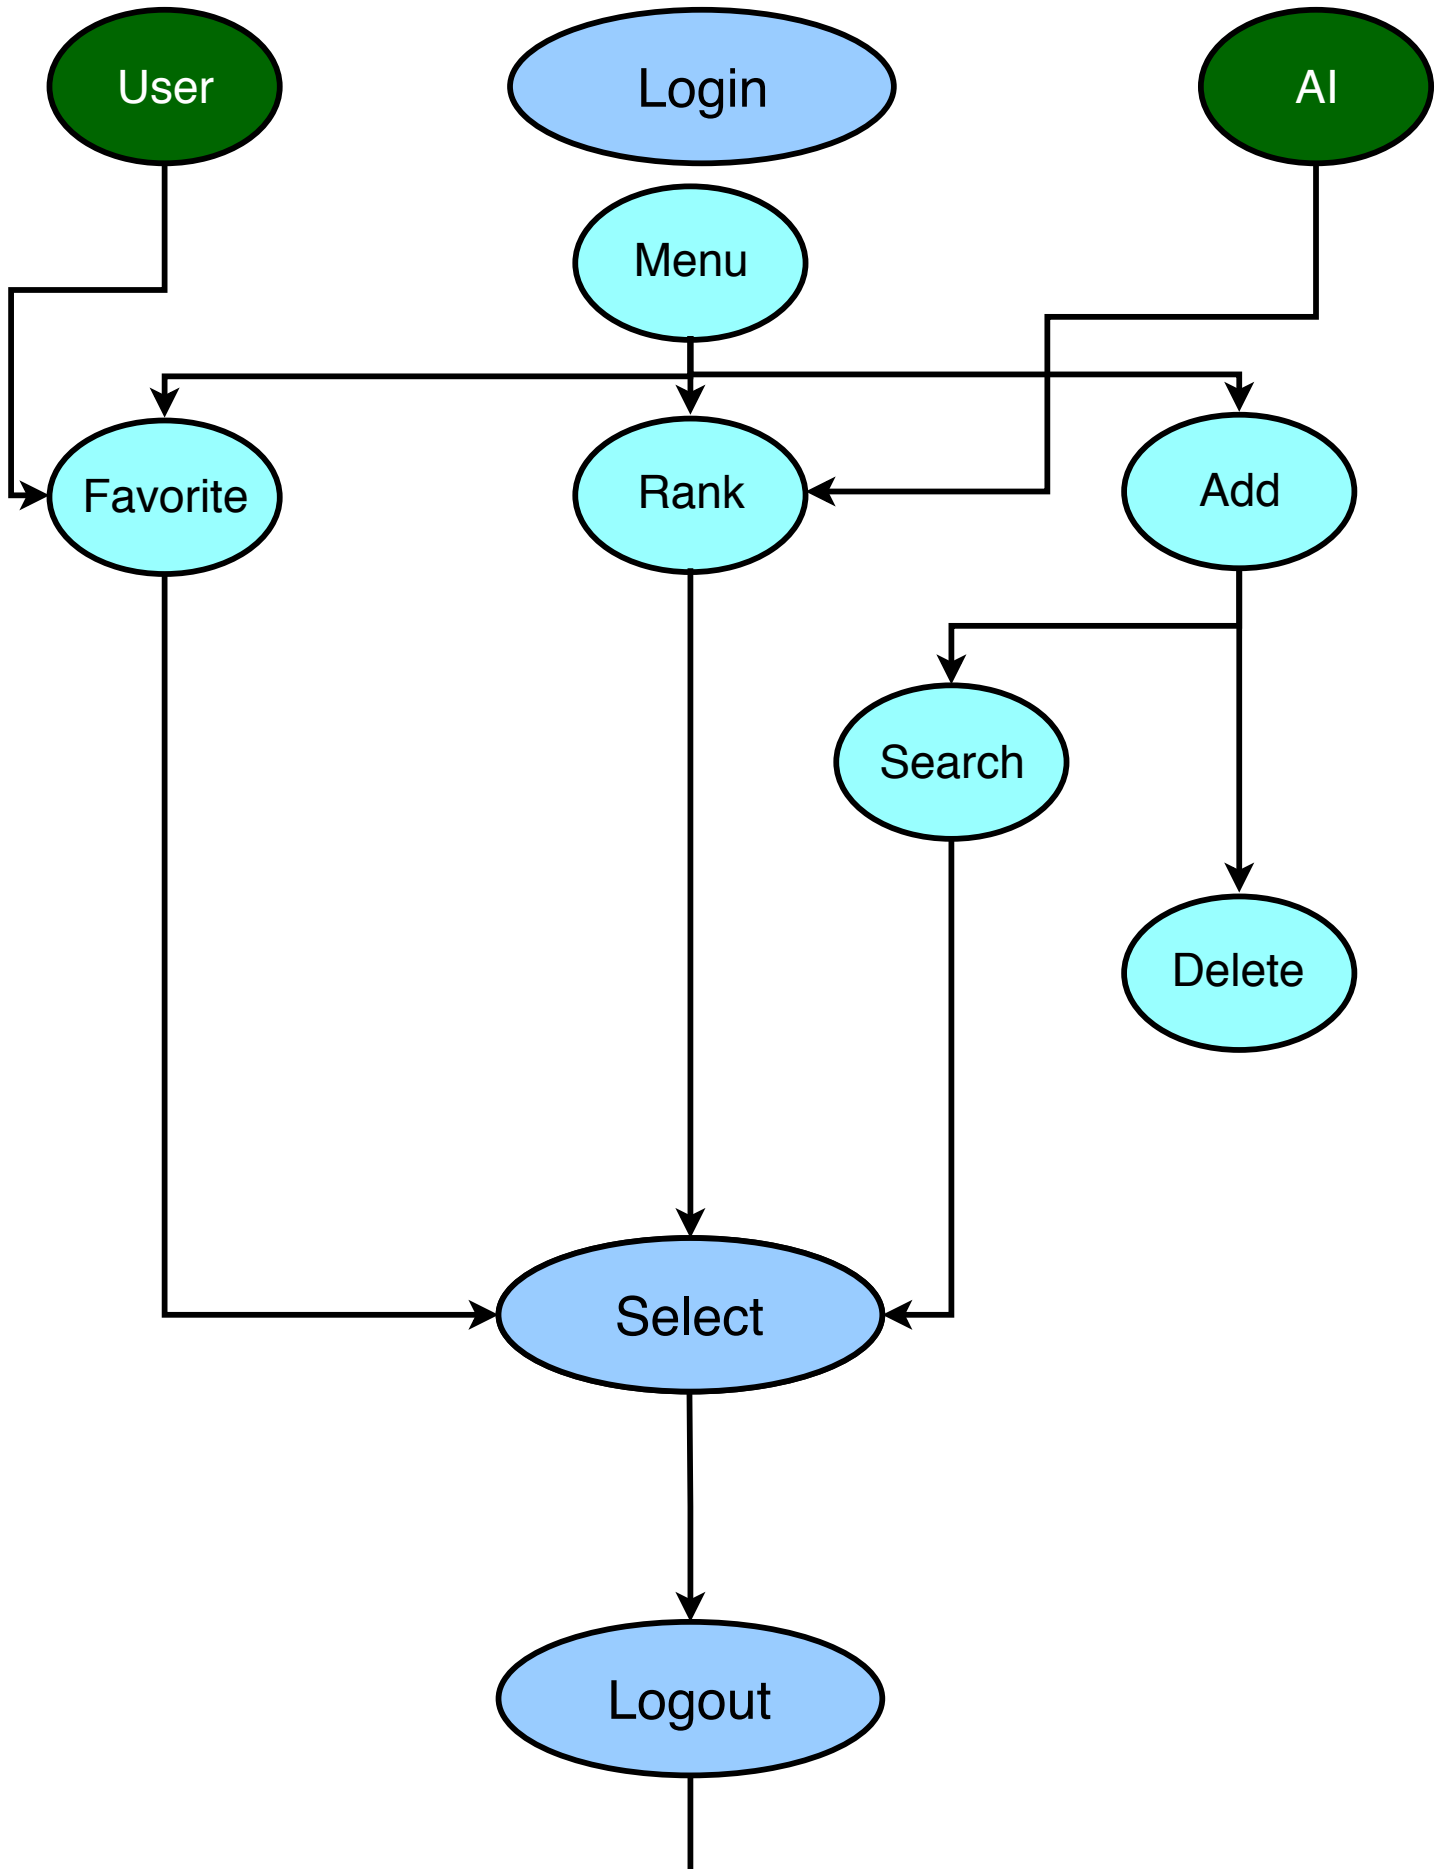 User
Login
AI
Menu
Favorite
Rank
Add
Search
Delete
Select
Logout